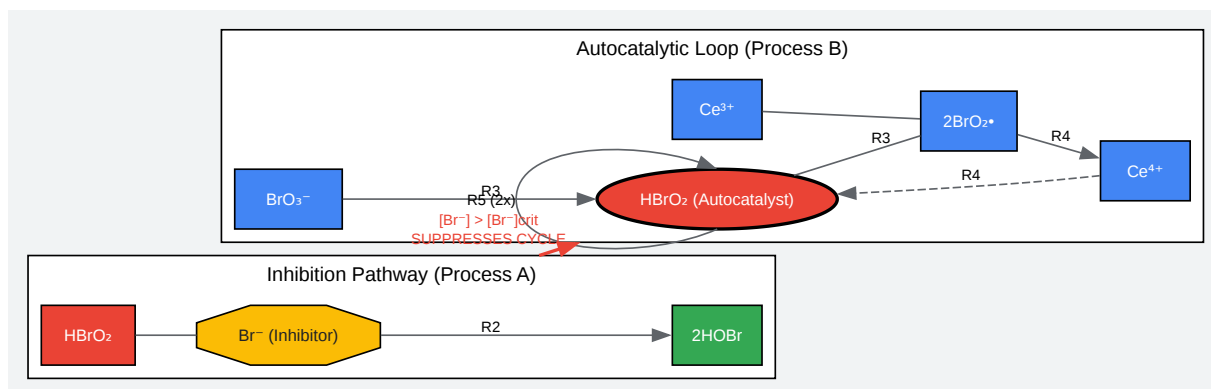 Autocatalytic Loop (Process B)
Ce³⁺
2BrO₂•
R3
R4
Ce⁴⁺
R4
BrO₃⁻
R3
R5 (2x)
HBrO₂ (Autocatalyst)
[Br⁻] > [Br⁻]crit
SUPPRESSES CYCLE
Inhibition Pathway (Process A)
HBrO₂
Br⁻ (Inhibitor)
R2
2HOBr